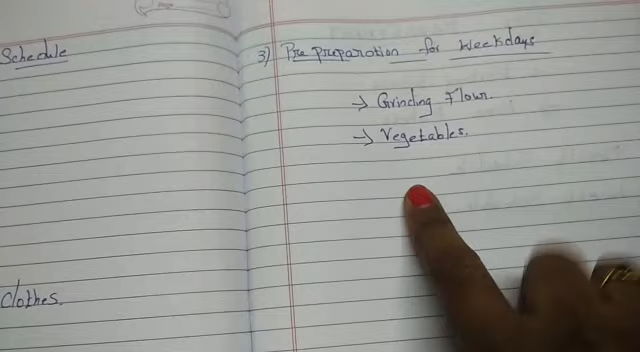 Schedule
clothes.
3) Pre preparation for weekdays
→ Grinding Flour.
→ Vegetables.